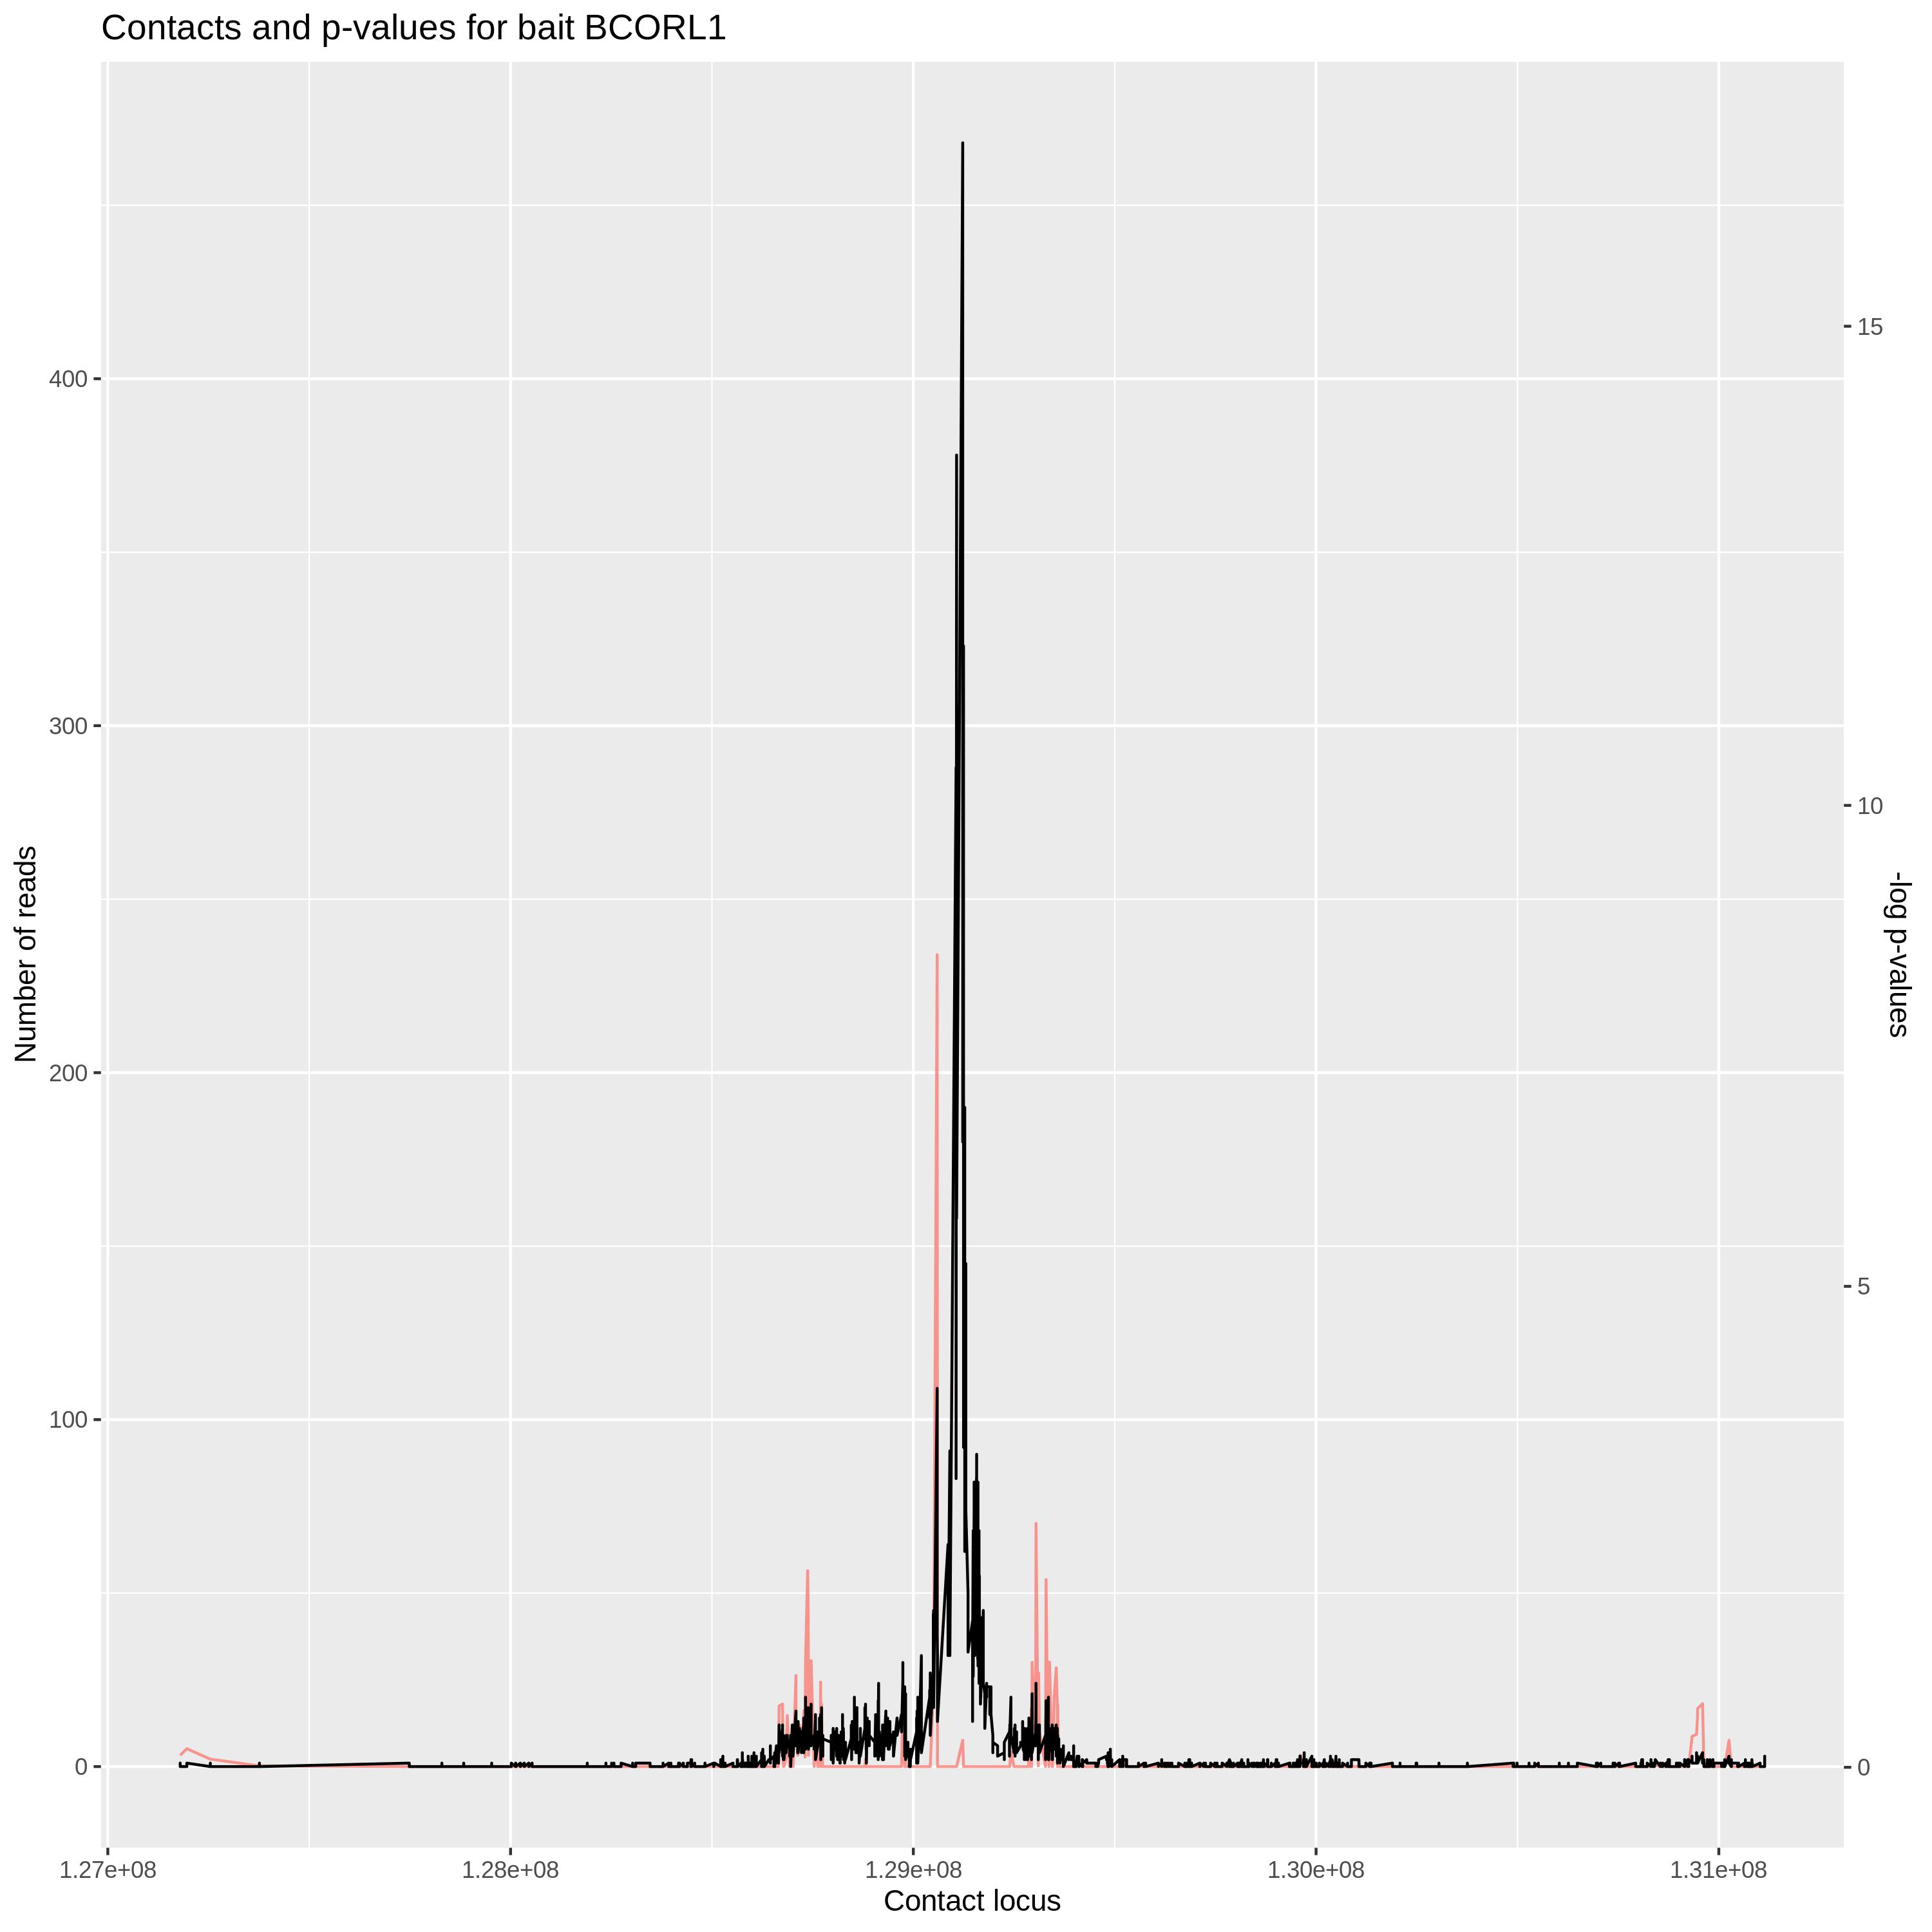 Contacts and p-values for bait BCORL1
400
300
200
100
0
Number of reads
15
10
5
0
-log p-values
1.27e+08 1.28e+08 1.29e+08 1.30e+08 1.31e+08
Contact locus